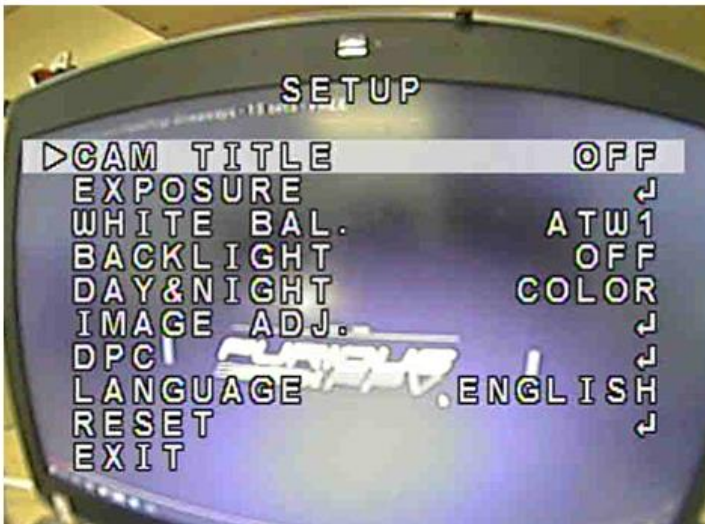 SETUP
CAM TITLE OFF
EXPOSURE ↲
WHITE BAL. ATW1
BACKLIGHT OFF
DAY&NIGHT COLOR
IMAGE ADJ. ↲
DPC ↲
LANGUAGE ENGLISH
RESET ↲
EXIT